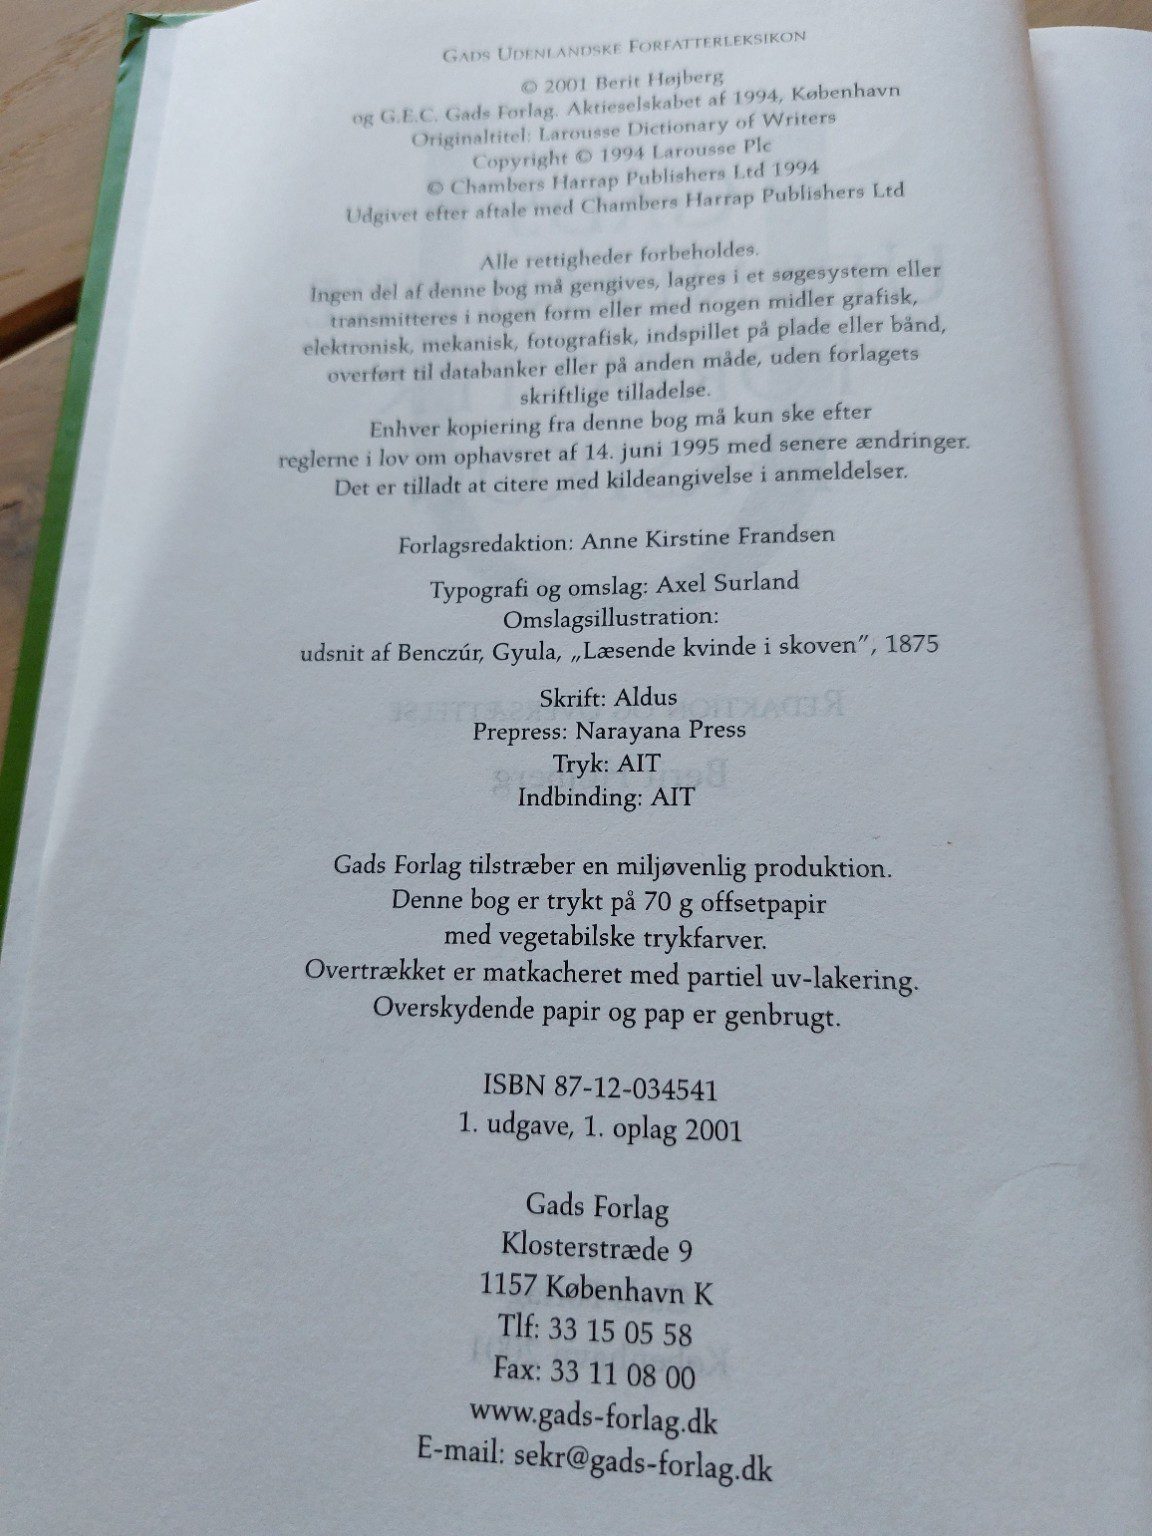 GADS UDENLANDSKE FORFATTERLEKSIKON
© 2001 Berit Højberg
og G.E.C. Gads Forlag. Aktieselskabet af 1994, København
Originaltitel: Larousse Dictionary of Writers
Copyright © 1994 Larousse Plc
© Chambers Harrap Publishers Ltd 1994
Udgivet efter aftale med Chambers Harrap Publishers Ltd
Alle rettigheder forbeholdes.
Ingen del af denne bog må gengives, lagres i et søgesystem eller
transmitteres i nogen form eller med nogen midler grafisk,
elektronisk, mekanisk, fotografisk, indspillet på plade eller bånd,
overført til databanker eller på anden måde, uden forlagets
skriftlige tilladelse.
Enhver kopiering fra denne bog må kun ske efter
reglerne i lov om ophavsret af 14. juni 1995 med senere ændringer.
Det er tilladt at citere med kildeangivelse i anmeldelser.
Forlagsredaktion: Anne Kirstine Frandsen
Typografi og omslag: Axel Surland
Omslagsillustration:
udsnit af Benczúr, Gyula, „Læsende kvinde i skoven”, 1875
Skrift: Aldus
Prepress: Narayana Press
Tryk: AIT
Indbinding: AIT
Gads Forlag tilstræber en miljøvenlig produktion.
Denne bog er trykt på 70 g offsetpapir
med vegetabilske trykfarver.
Overtrækket er matkacheret med partiel uv-lakering.
Overskydende papir og pap er genbrugt.
ISBN 87-12-034541
1. udgave, 1. oplag 2001
Gads Forlag
Klosterstræde 9
1157 København K
Tlf: 33 15 05 58
Fax: 33 11 08 00
www.gads-forlag.dk
E-mail: sekr@gads-forlag.dk